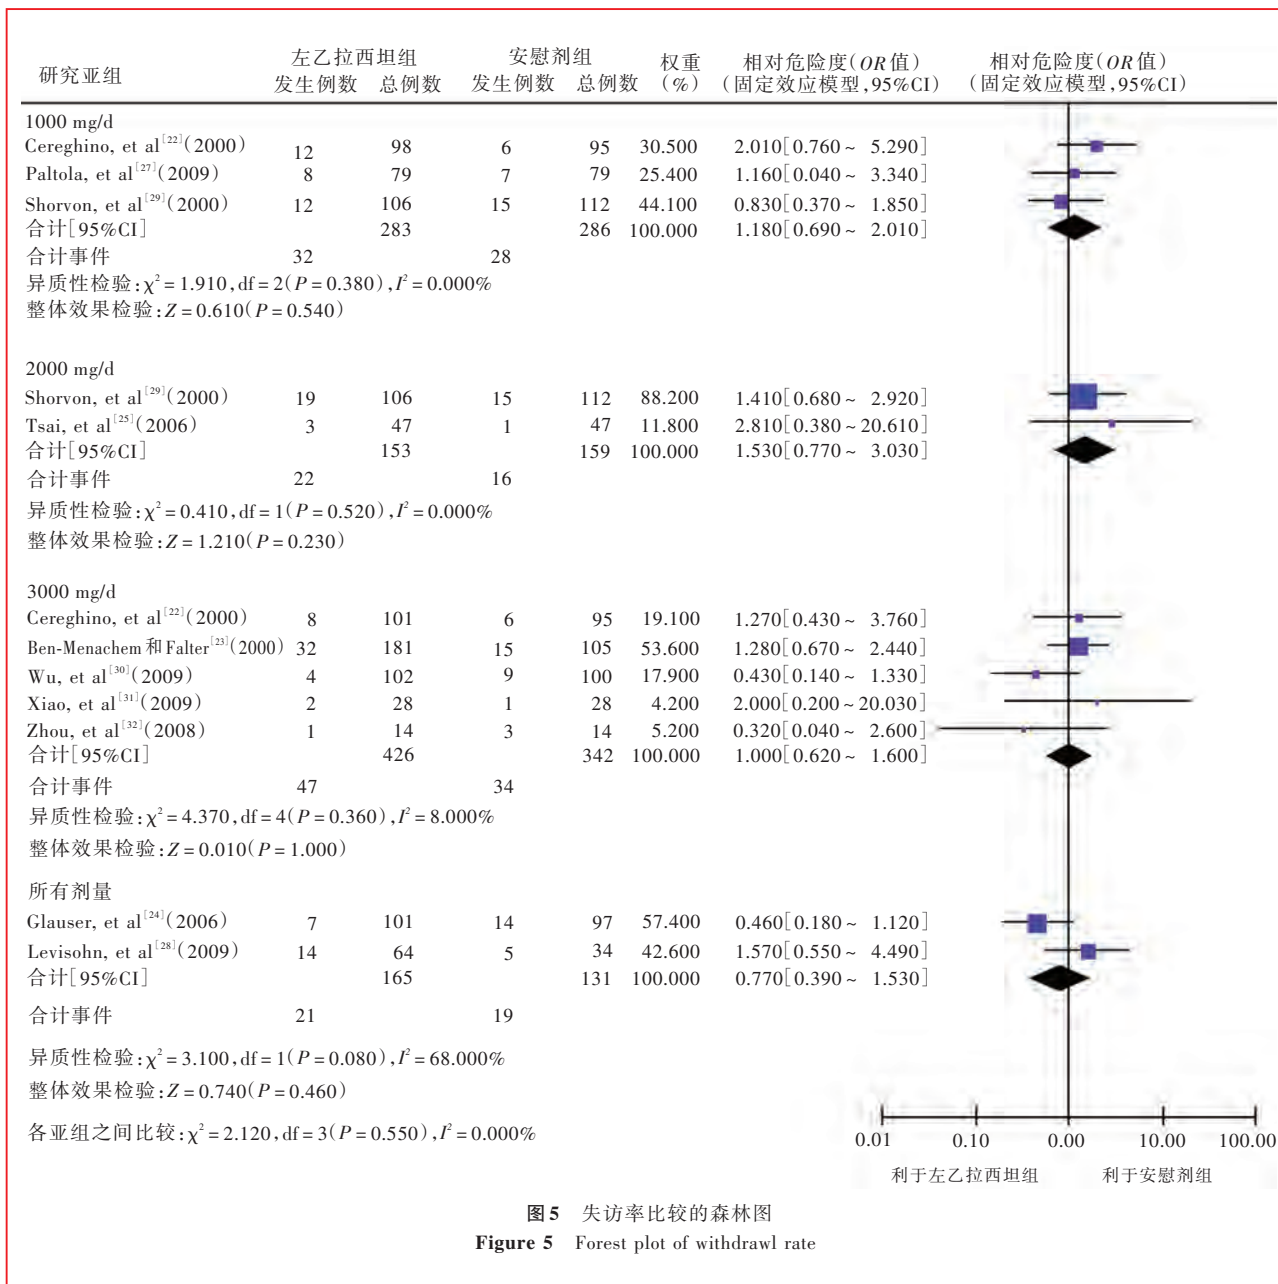 研究亚组 左乙拉西坦组 安慰剂组 权重 相对危险度(OR值) 相对危险度(OR值)
发生例数 总例数 发生例数 总例数 (%) (固定效应模型,95%CI) (固定效应模型,95%CI)
1000 mg/d
Cereghino, et al[22](2000) 12 98 6 95 30.500 2.010[0.760~ 5.290]
Paltola, et al[27](2009) 8 79 7 79 25.400 1.160[0.040~ 3.340]
Shorvon, et al[29](2000) 12 106 15 112 44.100 0.830[0.370~ 1.850]
合计[95%CI] 283 286 100.000 1.180[0.690~ 2.010]
合计事件 32 28
异质性检验:χ²=1.910,df=2(P=0.380),I²=0.000%
整体效果检验:Z=0.610(P=0.540)
2000 mg/d
Shorvon, et al[29](2000) 19 106 15 112 88.200 1.410[0.680~ 2.920]
Tsai, et al[25](2006) 3 47 1 47 11.800 2.810[0.380~20.610]
合计[95%CI] 153 159 100.000 1.530[0.770~ 3.030]
合计事件 22 16
异质性检验:χ²=0.410,df=1(P=0.520),I²=0.000%
整体效果检验:Z=1.210(P=0.230)
3000 mg/d
Cereghino, et al[22](2000) 8 101 6 95 19.100 1.270[0.430~ 3.760]
Ben-Menachem和Falter[23](2000) 32 181 15 105 53.600 1.280[0.670~ 2.440]
Wu, et al[30](2009) 4 102 9 100 17.900 0.430[0.140~ 1.330]
Xiao, et al[31](2009) 2 28 1 28 4.200 2.000[0.200~20.030]
Zhou, et al[32](2008) 1 14 3 14 5.200 0.320[0.040~ 2.600]
合计[95%CI] 426 342 100.000 1.000[0.620~ 1.600]
合计事件 47 34
异质性检验:χ²=4.370,df=4(P=0.360),I²=8.000%
整体效果检验:Z=0.010(P=1.000)
所有剂量
Glauser, et al[24](2006) 7 101 14 97 57.400 0.460[0.180~ 1.120]
Levisohn, et al[28](2009) 14 64 5 34 42.600 1.570[0.550~ 4.490]
合计[95%CI] 165 131 100.000 0.770[0.390~ 1.530]
合计事件 21 19
异质性检验:χ²=3.100,df=1(P=0.080),I²=68.000%
整体效果检验:Z=0.740(P=0.460)
各亚组之间比较:χ²=2.120,df=3(P=0.550),I²=0.000%
0.01 0.10 0.00 10.00 100.00
利于左乙拉西坦组 利于安慰剂组
图5 失访率比较的森林图
Figure 5 Forest plot of withdrawl rate